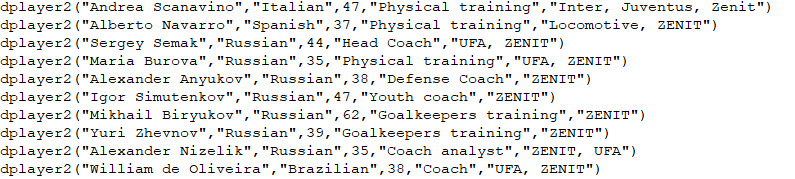 dplayer2("Andrea Scanavino","Italian",47,"Physical training","Inter, Juventus, Zenit")
dplayer2("Alberto Navarro","Spanish",37,"Physical training","Locomotive, ZENIT")
dplayer2("Sergey Semak","Russian",44,"Head Coach","UFA, ZENIT")
dplayer2("Maria Burova","Russian",35,"Physical training","UFA, ZENIT")
dplayer2("Alexander Anyukov","Russian",38,"Defense Coach","ZENIT")
dplayer2("Igor Simutenkov","Russian",47,"Youth coach","ZENIT")
dplayer2("Mikhail Biryukov","Russian",62,"Goalkeepers training","ZENIT")
dplayer2("Yuri Zhevnov","Russian",39,"Goalkeepers training","ZENIT")
dplayer2("Alexander Nizelik","Russian",35,"Coach analyst","ZENIT, UFA")
dplayer2("William de Oliveira","Brazilian",38,"Coach","UFA, ZENIT")